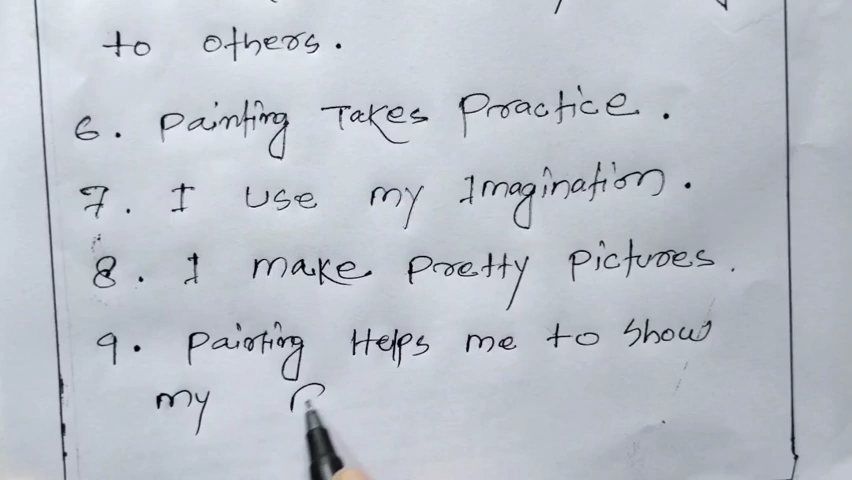 to others.
6. Painting Takes Practice.
7. I use my Imagination.
8. I make Pretty Pictures.
9. Painting Helps me to Show
my